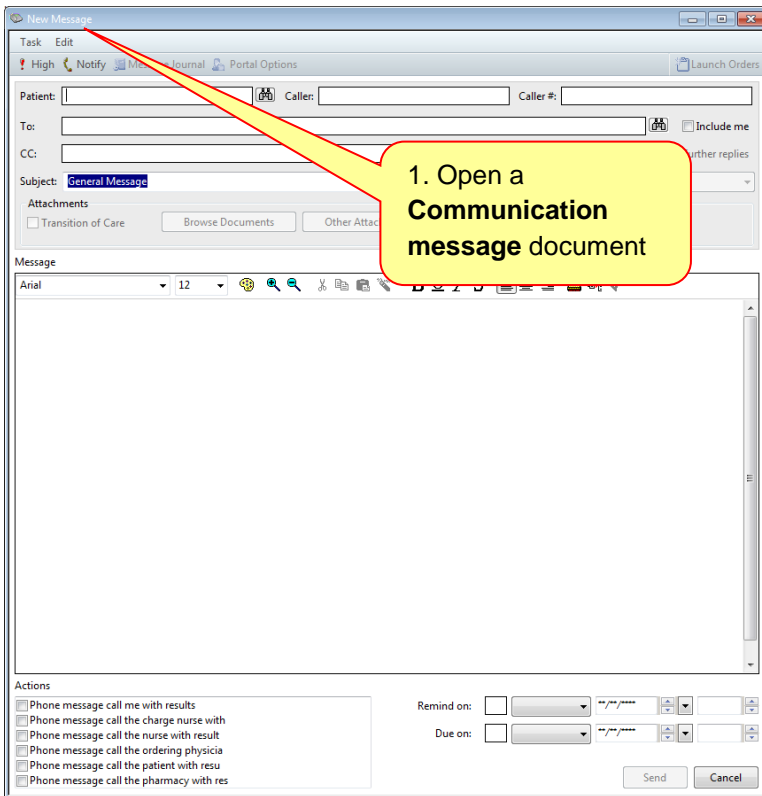 New Message
Task Edit
High Notify Message Journal Portal Options Launch Orders
Patient: Caller: Caller #:
To: Include me
CC: further replies
Subject: General Message
1. Open a
Communication
message document
Attachments
Transition of Care Browse Documents Other
Message
Arial 12
Actions
Phone message call me with results
Phone message call the charge nurse with
Phone message call the nurse with result
Phone message call the ordering physicia
Phone message call the patient with resu
Phone message call the pharmacy with res
Remind on: **/**/****
Due on: **/**/****
Send Cancel